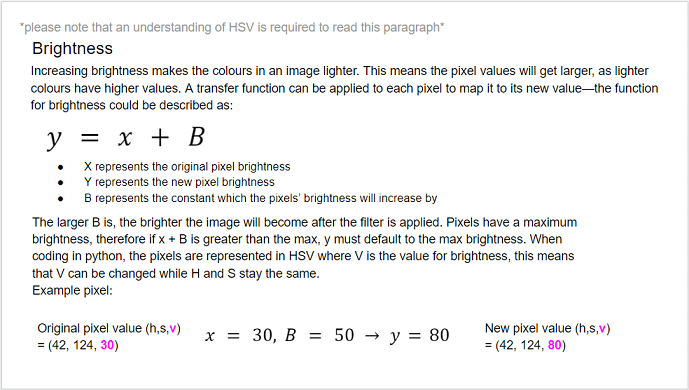 *please note that an understanding of HSV is required to read this paragraph*
Brightness
Increasing brightness makes the colours in an image lighter. This means the pixel values will get larger, as lighter
colours have higher values. A transfer function can be applied to each pixel to map it to its new value—the function
for brightness could be described as:
y = x + B
● X represents the original pixel brightness
● Y represents the new pixel brightness
● B represents the constant which the pixels' brightness will increase by
The larger B is, the brighter the image will become after the filter is applied. Pixels have a maximum
brightness, therefore if x + B is greater than the max, y must default to the max brightness. When
coding in python, the pixels are represented in HSV where V is the value for brightness, this means
that V can be changed while H and S stay the same.
Example pixel:
Original pixel value (h,s,v)
= (42, 124, 30)
x = 30, B = 50 → y = 80
New pixel value (h,s,v)
= (42, 124, 80)